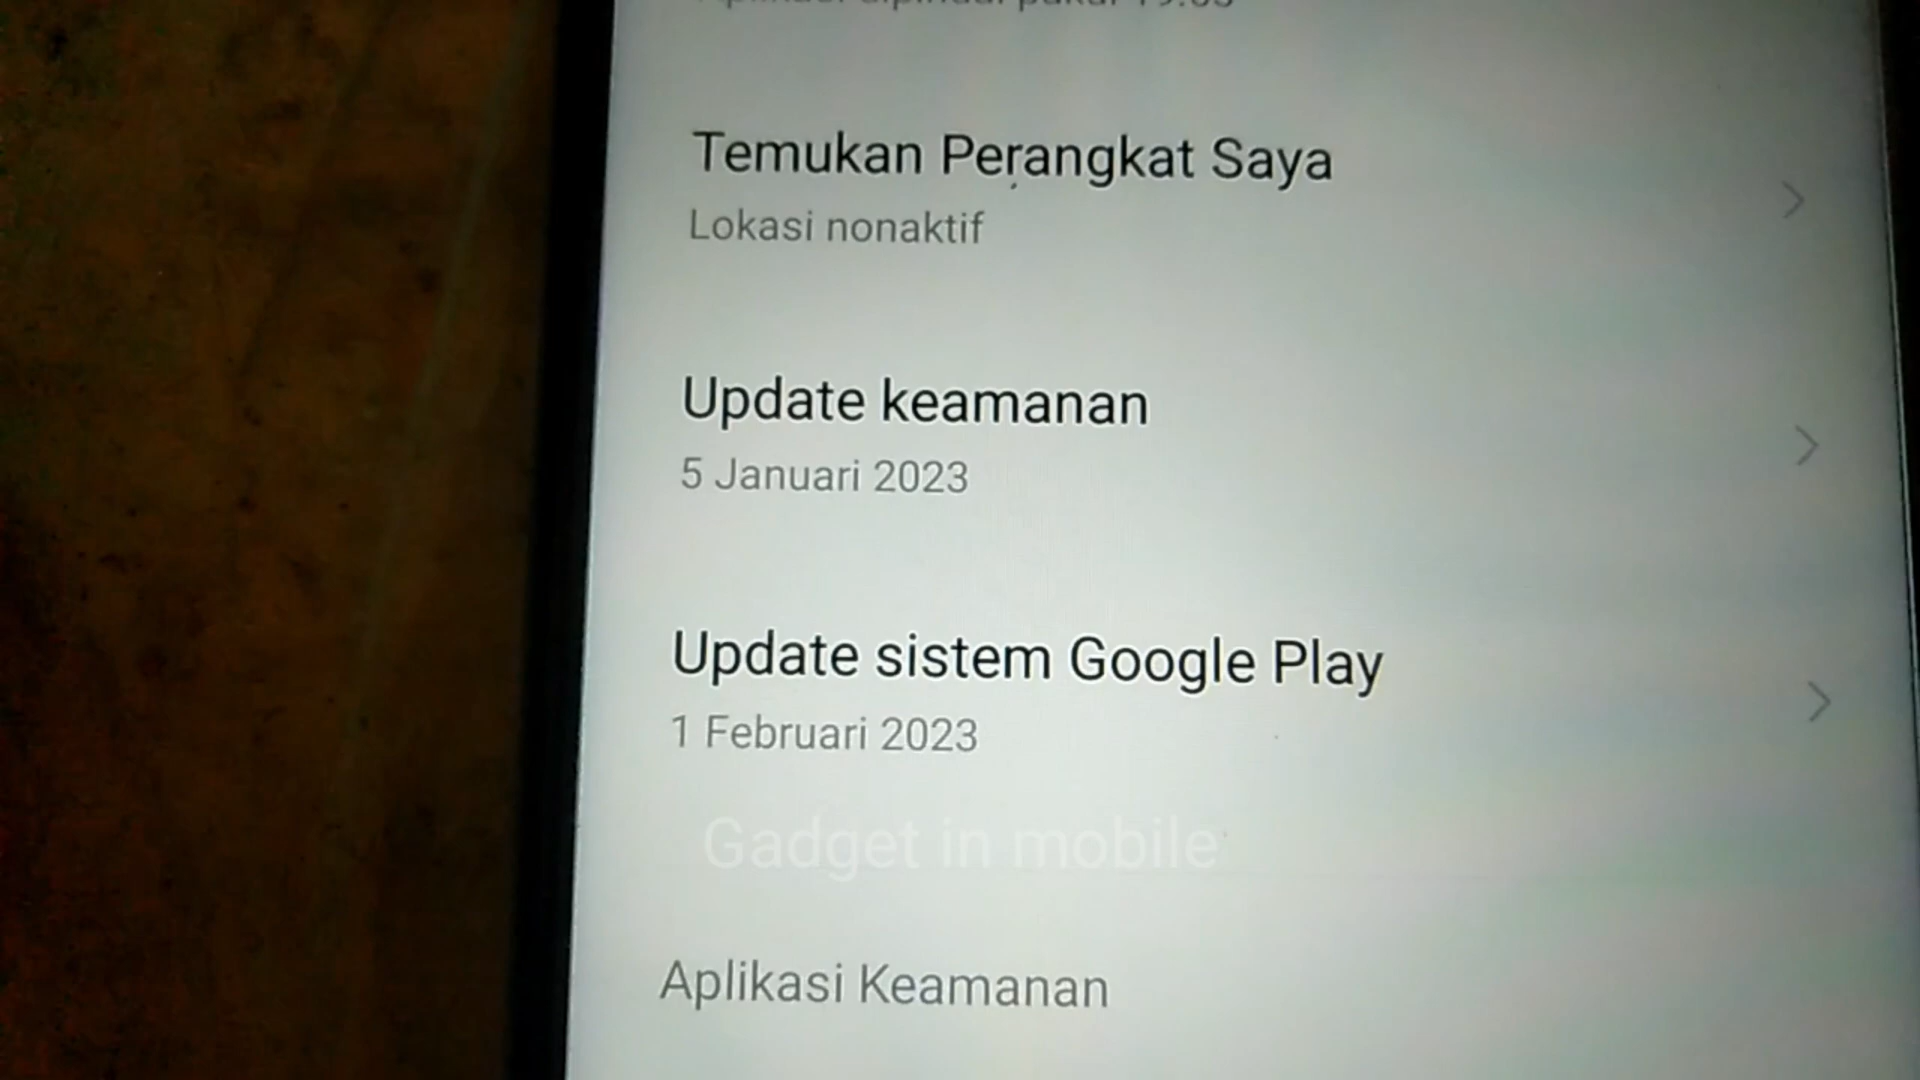 Temukan Perangkat Saya
Lokasi nonaktif
Update keamanan
5 Januari 2023
Update sistem Google Play
1 Februari 2023
Gadget in mobile
Aplikasi Keamanan